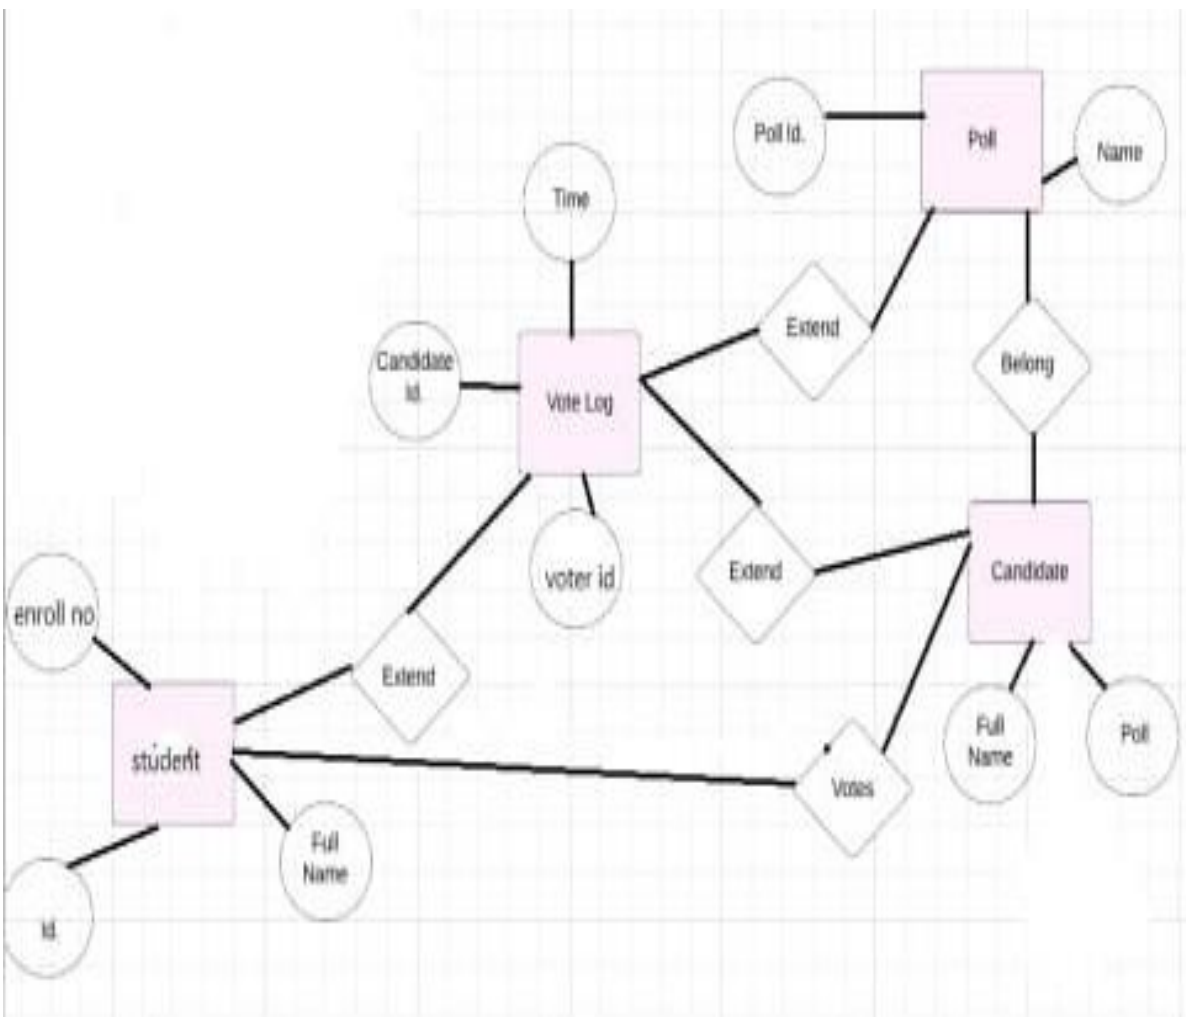 Poll Id.
Poll
Name
Time
Extend
Candidate
Id.
Vote Log
Belong
voter id
Extend
Candidate
enroll no
Extend
student
Full
Name
Poll
Votes
Full
Name
Id.